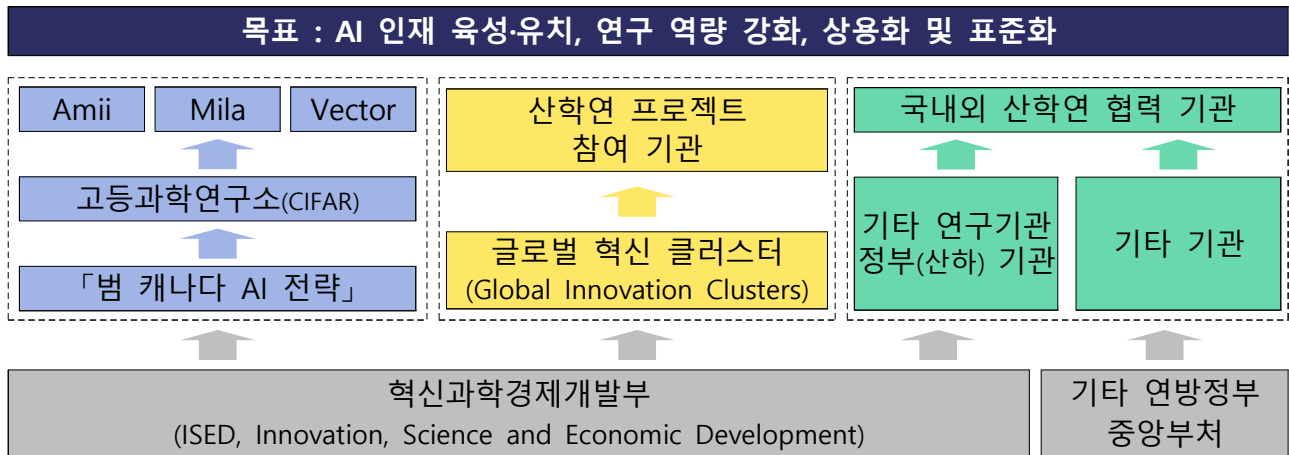 목표 : AI 인재 육성·유치, 연구 역량 강화, 상용화 및 표준화
Amii
Mila
Vector
고등과학연구소(CIFAR)
「범 캐나다 AI 전략」
산학연 프로젝트
참여 기관
글로벌 혁신 클러스터
(Global Innovation Clusters)
국내외 산학연 협력 기관
기타 연구기관
정부(산하) 기관
기타 기관
혁신과학경제개발부
(ISED, Innovation, Science and Economic Development)
기타 연방정부
중앙부처